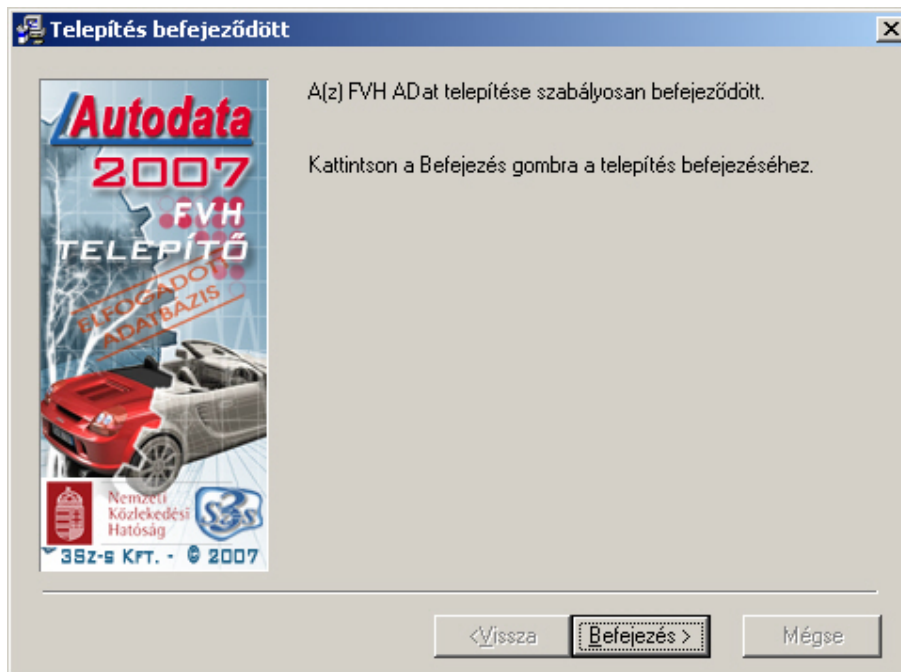 Telepítés befejeződött
A(z) FVH ADat telepítése szabályosan befejeződött.
Kattintson a Befejezés gombra a telepítés befejezéséhez.
Autodata
2007
FVH
TELEPÍTŐ
ELFOGADOTT
ADATBÁZIS
Nemzeti
Közlekedési
Hatóság
3Sz-s
3Sz-s Kft. - © 2007
<Vissza
Befejezés >
Mégse